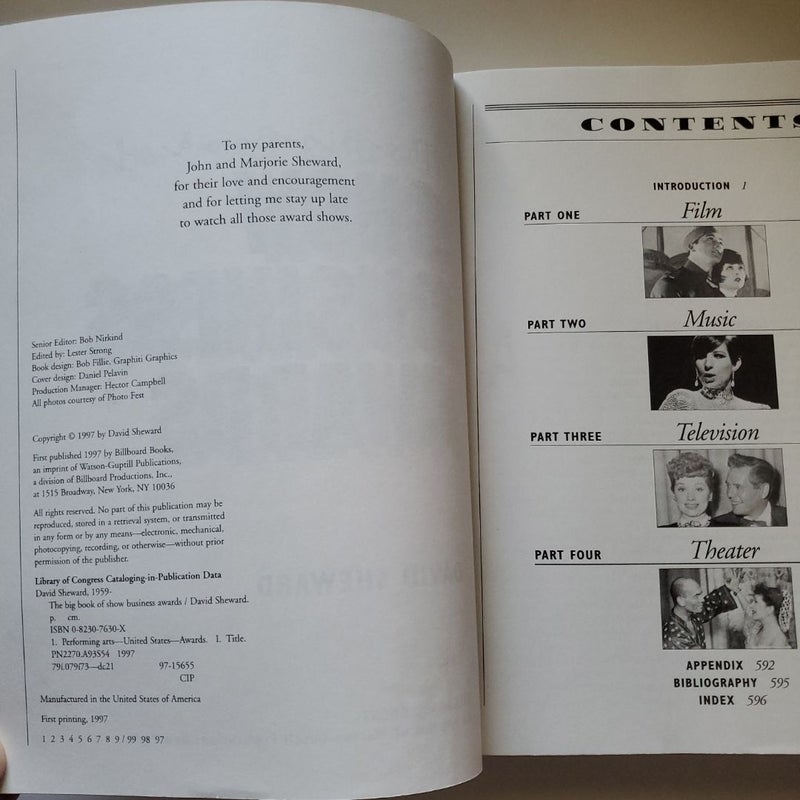 To my parents,
John and Marjorie Sheward,
for their love and encouragement
and for letting me stay up late
to watch all those award shows.
Senior Editor: Bob Nirkind
Edited by: Lester Strong
Book design: Bob Fillie, Graphiti Graphics
Cover design: Daniel Pelavin
Production Manager: Hector Campbell
All photos courtesy of Photo Fest
Copyright © 1997 by David Sheward
First published 1997 by Billboard Books,
an imprint of Watson-Guptill Publications,
a division of Billboard Productions, Inc.,
at 1515 Broadway, New York, NY 10036
All rights reserved. No part of this publication may be
reproduced, stored in a retrieval system, or transmitted
in any form or by any means—electronic, mechanical,
photocopying, recording, or otherwise—without prior
permission of the publisher.
Library of Congress Cataloging-in-Publication Data
David Sheward, 1959-
The big book of show business awards / David Sheward.
p. cm.
ISBN 0-8230-7630-X
1. Performing arts—United States—Awards. I. Title.
PN2270.A93S54 1997
791.079'73—dc21 97-15655
CIP
Manufactured in the United States of America
First printing, 1997
1 2 3 4 5 6 7 8 9 / 99 98 97
CONTENTS
INTRODUCTION 1
PART ONE Film
PART TWO Music
PART THREE Television
PART FOUR Theater
APPENDIX 592
BIBLIOGRAPHY 595
INDEX 596